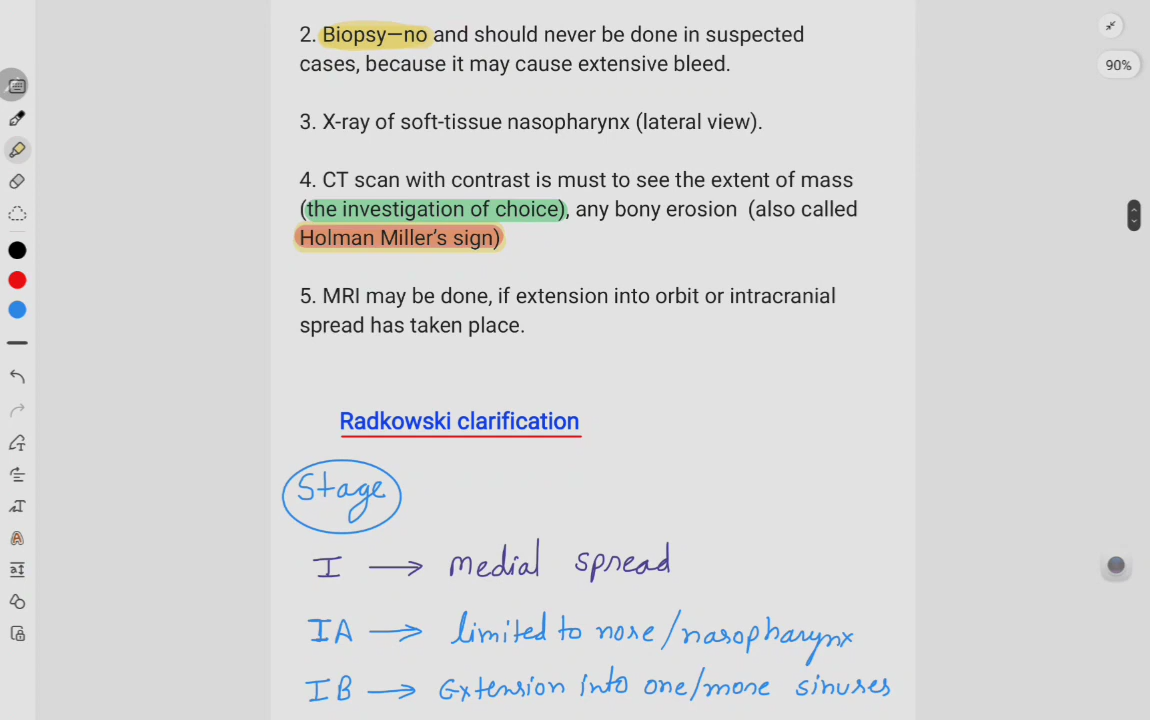 2. Biopsy—no and should never be done in suspected
cases, because it may cause extensive bleed.
3. X-ray of soft-tissue nasopharynx (lateral view).
4. CT scan with contrast is must to see the extent of mass
(the investigation of choice), any bony erosion (also called
Holman Miller's sign)
5. MRI may be done, if extension into orbit or intracranial
spread has taken place.
Radkowski clarification
Stage
I → medial spread
IA → limited to nose/nasopharynx
IB → Extension into one/more sinuses
90%